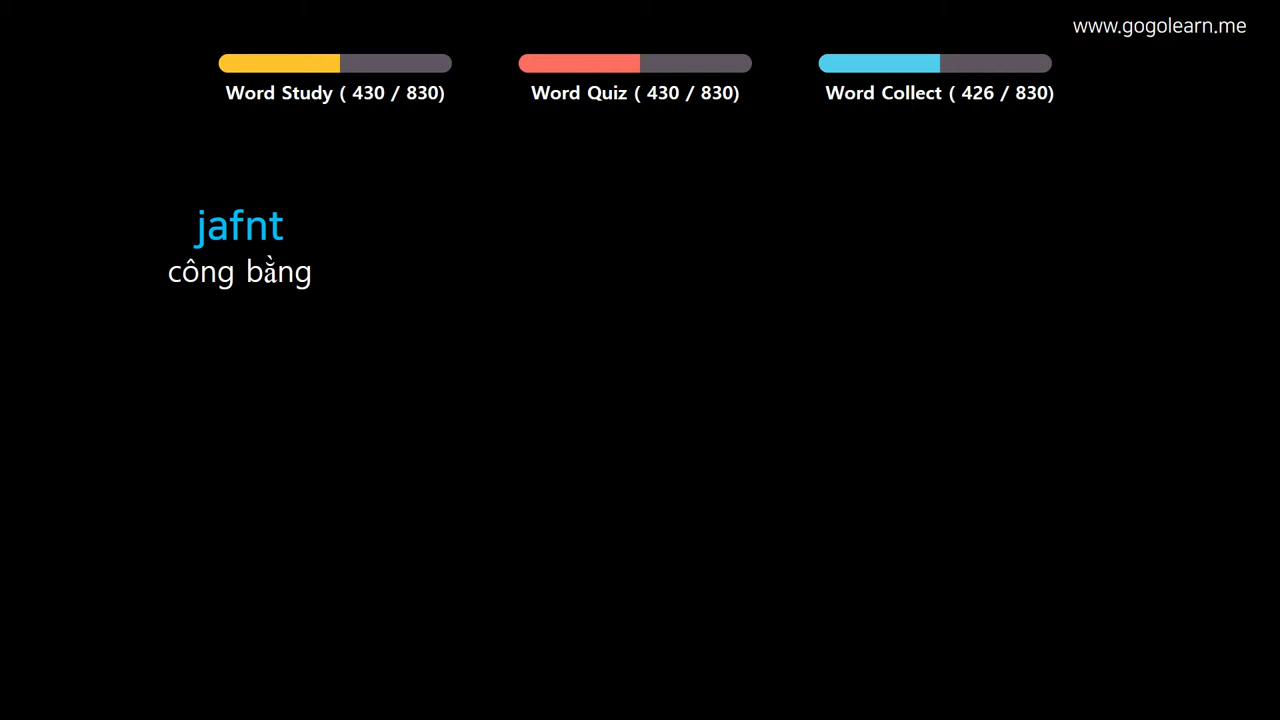 www.gogolearn.me
Word Study ( 430 / 830)
Word Quiz ( 430 / 830)
Word Collect ( 426 / 830)
jafnt
công bằng